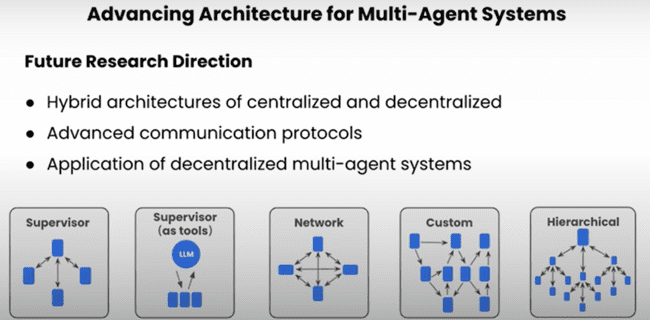 Advancing Architecture for Multi-Agent Systems
Future Research Direction
● Hybrid architectures of centralized and decentralized
● Advanced communication protocols
● Application of decentralized multi-agent systems
Supervisor
Supervisor
(as tools)
LLM
Network
Custom
Hierarchical